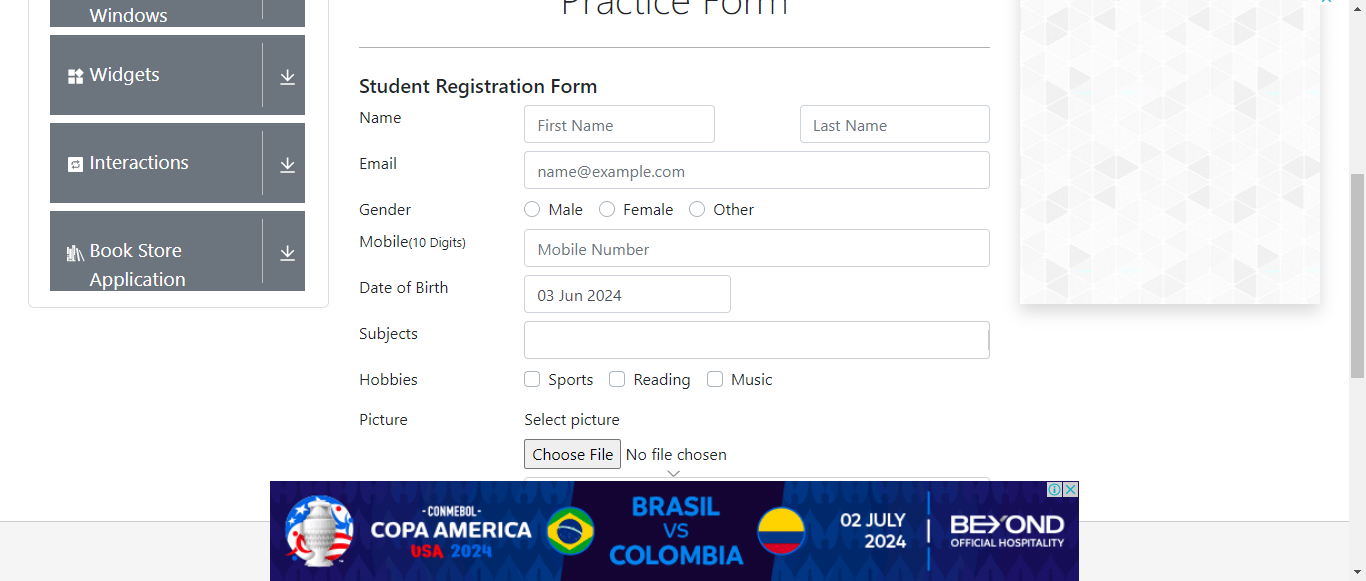 Windows
Widgets
Interactions
Book Store
Application
Practice Form
Student Registration Form
Name
First Name
Last Name
Email
name@example.com
Gender
Male
Female
Other
Mobile(10 Digits)
Mobile Number
Date of Birth
03 Jun 2024
Subjects
Hobbies
Sports
Reading
Music
Picture
Select picture
Choose File
No file chosen
-CONMEBOL-
COPA AMERICA
USA 2024
BRASIL
VS
COLOMBIA
02 JULY
2024
BEYOND
OFFICIAL HOSPITALITY